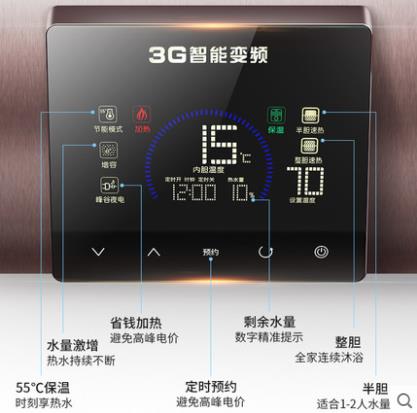 3G智能变频
节能模式 加热 保温 半胆速热
增容 整胆速热
峰谷夜电
15℃
内胆温度
定时开 时钟 定时关 热水量
12:00 10%
70
设置温度
预约
省钱加热
避免高峰电价
剩余水量
数字精准提示
水量激增
热水持续不断
整胆
全家连续沐浴
55℃保温
时刻享热水
定时预约
避免高峰电价
半胆
适合1-2人水量